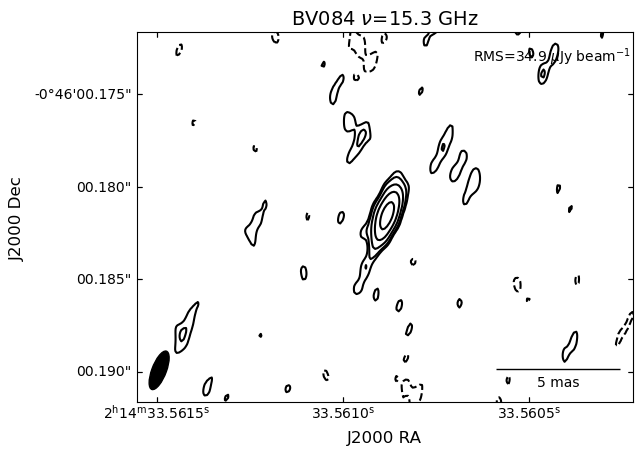 BV084 ν=15.3 GHz
RMS=34.9 μJy beam⁻¹
-0°46'00.175"
00.180"
00.185"
00.190"
J2000 Dec
5 mas
2ʰ14ᵐ33.5615ˢ 33.5610ˢ 33.5605ˢ
J2000 RA